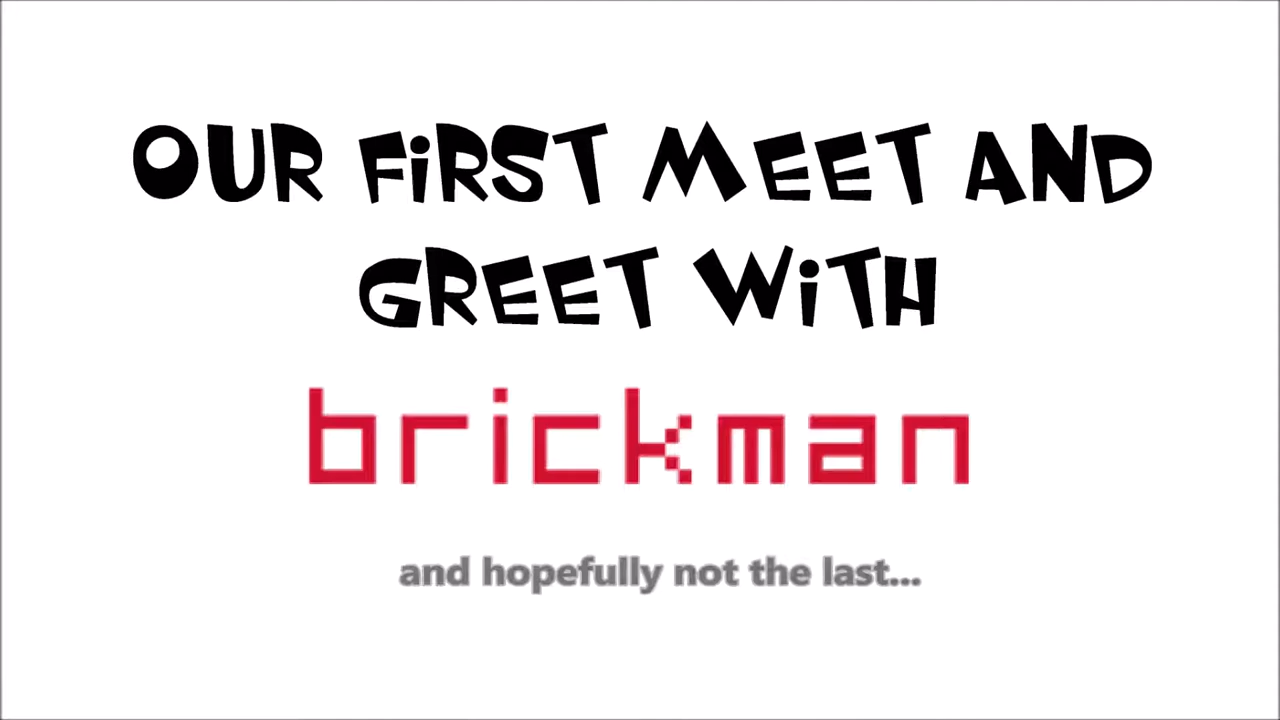 OUR FiRST MEET AND
GREET WiTH
brickman
and hopefully not the last...